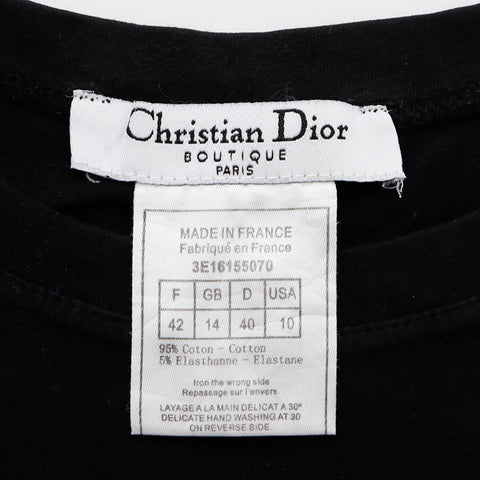 Christian Dior
BOUTIQUE
PARIS
MADE IN FRANCE
Fabriqué en France
3E16155070
F GB D USA
42 14 40 10
95% Coton - Cotton
5% Elasthanne - Elastane
Iron the wrong side
Repassage sur l'envers
LAVAGE A LA MAIN DELICAT A 30°
DELICATE HAND WASHING AT 30
ON REVERSE SIDE